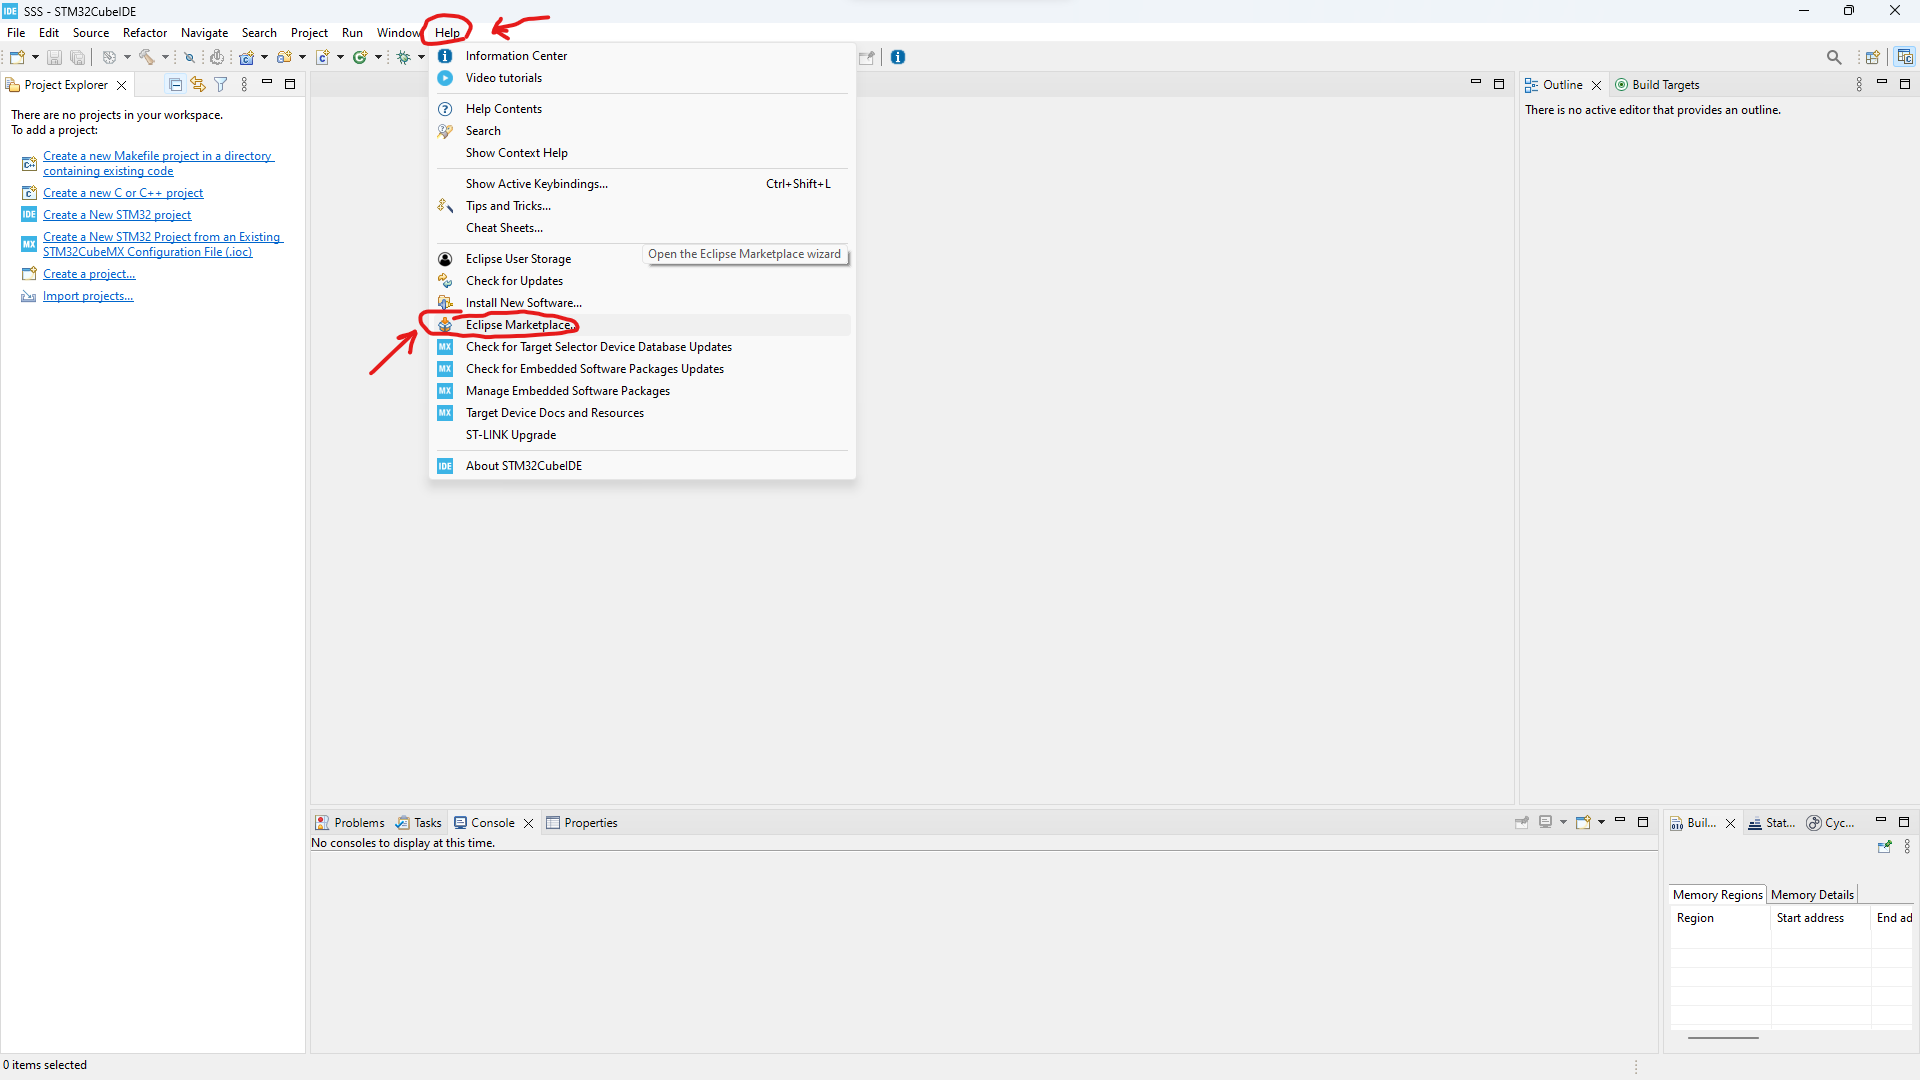 IDE SSS - STM32CubeIDE
File Edit Source Refactor Navigate Search Project Run Window Help
Project Explorer
There are no projects in your workspace.
To add a project:
Create a new Makefile project in a directory
containing existing code
Create a new C or C++ project
IDE Create a New STM32 project
MX Create a New STM32 Project from an Existing
STM32CubeMX Configuration File (.ioc)
Create a project...
Import projects...
Information Center
Video tutorials
Help Contents
Search
Show Context Help
Show Active Keybindings... Ctrl+Shift+L
Tips and Tricks...
Cheat Sheets...
Open the Eclipse Marketplace wizard
Eclipse User Storage
Check for Updates
Install New Software...
Eclipse Marketplace...
MX Check for Target Selector Device Database Updates
MX Check for Embedded Software Packages Updates
MX Manage Embedded Software Packages
MX Target Device Docs and Resources
ST-LINK Upgrade
IDE About STM32CubeIDE
Outline Build Targets
There is no active editor that provides an outline.
Problems Tasks Console Properties
No consoles to display at this time.
Buil... Stat... Cyc...
Memory Regions Memory Details
Region Start address End ad
0 items selected